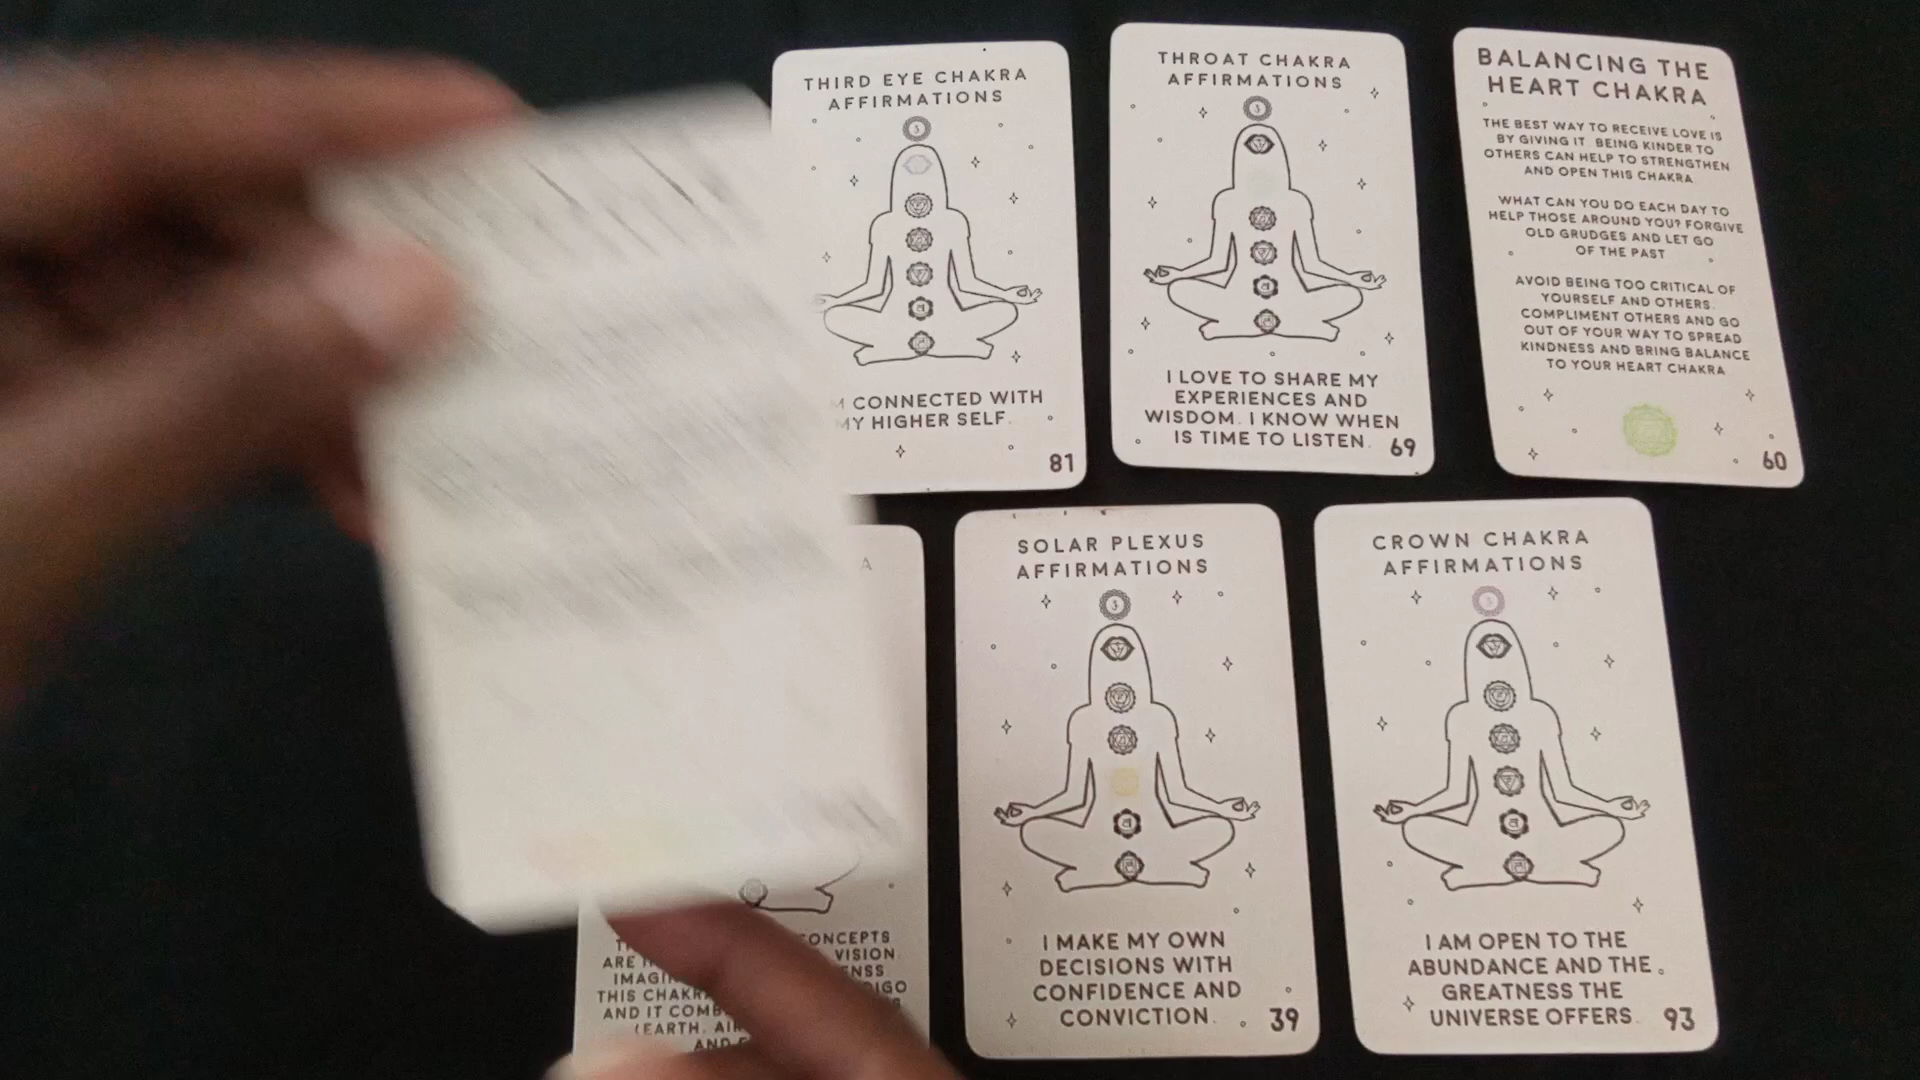 THIRD EYE CHAKRA
AFFIRMATIONS
CONNECTED WITH
MY HIGHER SELF.
81
THROAT CHAKRA
AFFIRMATIONS
I LOVE TO SHARE MY
EXPERIENCES AND
WISDOM. I KNOW WHEN
IS TIME TO LISTEN.
69
BALANCING THE
HEART CHAKRA
THE BEST WAY TO RECEIVE LOVE IS
BY GIVING IT. BEING KINDER TO
OTHERS CAN HELP TO STRENGTHEN
AND OPEN THIS CHAKRA
WHAT CAN YOU DO EACH DAY TO
HELP THOSE AROUND YOU? FORGIVE
OLD GRUDGES AND LET GO
OF THE PAST
AVOID BEING TOO CRITICAL OF
YOURSELF AND OTHERS.
COMPLIMENT OTHERS AND GO
OUT OF YOUR WAY TO SPREAD
KINDNESS AND BRING BALANCE
TO YOUR HEART CHAKRA
60
A
CONCEPTS
ARE VISION
THIS CHAKRA
AND IT
(EARTH, AIR
SOLAR PLEXUS
AFFIRMATIONS
I MAKE MY OWN
DECISIONS WITH
CONFIDENCE AND
CONVICTION.
39
CROWN CHAKRA
AFFIRMATIONS
I AM OPEN TO THE
ABUNDANCE AND THE
GREATNESS THE
UNIVERSE OFFERS.
93